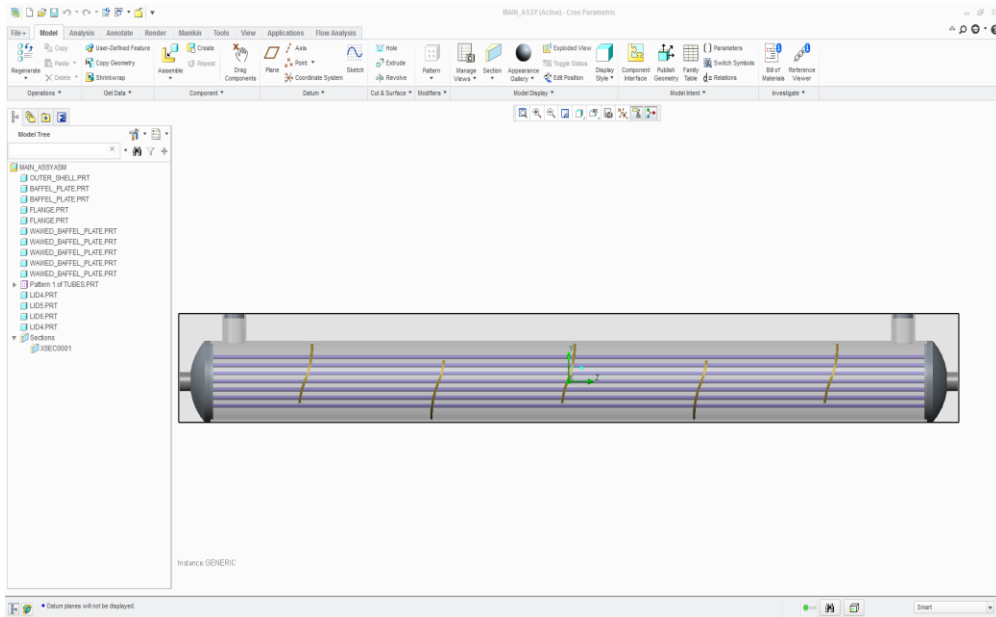 MAIN_ASSY (Active) - Creo Parametric
File Model Analysis Annotate Render Manikin Tools View Applications Flow Analysis
Regenerate
Copy
Paste
Delete
User-Defined Feature
Copy Geometry
Shrinkwrap
Assemble
Create
Repeat
Drag Components
Plane
Axis
Point
Coordinate System
Sketch
Hole
Extrude
Revolve
Pattern
Manage Views
Section
Appearance Gallery
Exploded View
Toggle Status
Edit Position
Display Style
Component Interface
Publish Geometry
Family Table
Parameters
Switch Symbols
d= Relations
Bill of Materials
Reference Viewer
Operations Get Data Component Datum Cut & Surface Modifiers Model Display Model Intent Investigate
Model Tree
MAIN_ASSY.ASM
OUTER_SHELL.PRT
BAFFEL_PLATE.PRT
BAFFEL_PLATE.PRT
FLANGE.PRT
FLANGE.PRT
WAWED_BAFFEL_PLATE.PRT
WAWED_BAFFEL_PLATE.PRT
WAWED_BAFFEL_PLATE.PRT
WAWED_BAFFEL_PLATE.PRT
WAWED_BAFFEL_PLATE.PRT
Pattern 1 of TUBES.PRT
LID4.PRT
LID5.PRT
LID6.PRT
LID4.PRT
Sections
XSEC0001
Y
Z
Instance:GENERIC
Datum planes will not be displayed.
Smart